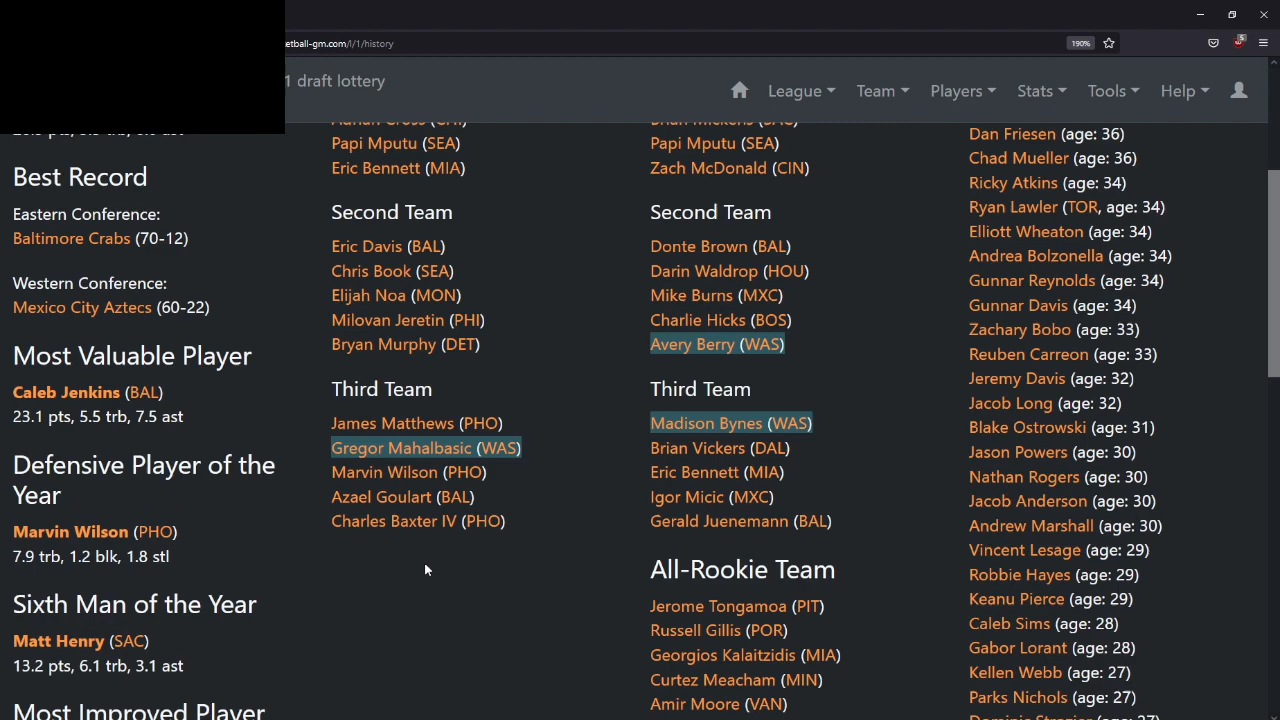 etball-gm.com/l/1/history
190%
5
1 draft lottery
League
Team
Players
Stats
Tools
Help
Best Record
Eastern Conference:
Baltimore Crabs (70-12)
Western Conference:
Mexico City Aztecs (60-22)
Most Valuable Player
Caleb Jenkins (BAL)
23.1 pts, 5.5 trb, 7.5 ast
Defensive Player of the
Year
Marvin Wilson (PHO)
7.9 trb, 1.2 blk, 1.8 stl
Sixth Man of the Year
Matt Henry (SAC)
13.2 pts, 6.1 trb, 3.1 ast
Most Improved Player
Papi Mputu (SEA)
Eric Bennett (MIA)
Second Team
Eric Davis (BAL)
Chris Book (SEA)
Elijah Noa (MON)
Milovan Jeretin (PHI)
Bryan Murphy (DET)
Third Team
James Matthews (PHO)
Gregor Mahalbasic (WAS)
Marvin Wilson (PHO)
Azael Goulart (BAL)
Charles Baxter IV (PHO)
Papi Mputu (SEA)
Zach McDonald (CIN)
Second Team
Donte Brown (BAL)
Darin Waldrop (HOU)
Mike Burns (MXC)
Charlie Hicks (BOS)
Avery Berry (WAS)
Third Team
Madison Bynes (WAS)
Brian Vickers (DAL)
Eric Bennett (MIA)
Igor Micic (MXC)
Gerald Juenemann (BAL)
All-Rookie Team
Jerome Tongamoa (PIT)
Russell Gillis (POR)
Georgios Kalaitzidis (MIA)
Curtez Meacham (MIN)
Amir Moore (VAN)
Dan Friesen (age: 36)
Chad Mueller (age: 36)
Ricky Atkins (age: 34)
Ryan Lawler (TOR, age: 34)
Elliott Wheaton (age: 34)
Andrea Bolzonella (age: 34)
Gunnar Reynolds (age: 34)
Gunnar Davis (age: 34)
Zachary Bobo (age: 33)
Reuben Carreon (age: 33)
Jeremy Davis (age: 32)
Jacob Long (age: 32)
Blake Ostrowski (age: 31)
Jason Powers (age: 30)
Nathan Rogers (age: 30)
Jacob Anderson (age: 30)
Andrew Marshall (age: 30)
Vincent Lesage (age: 29)
Robbie Hayes (age: 29)
Keanu Pierce (age: 29)
Caleb Sims (age: 28)
Gabor Lorant (age: 28)
Kellen Webb (age: 27)
Parks Nichols (age: 27)